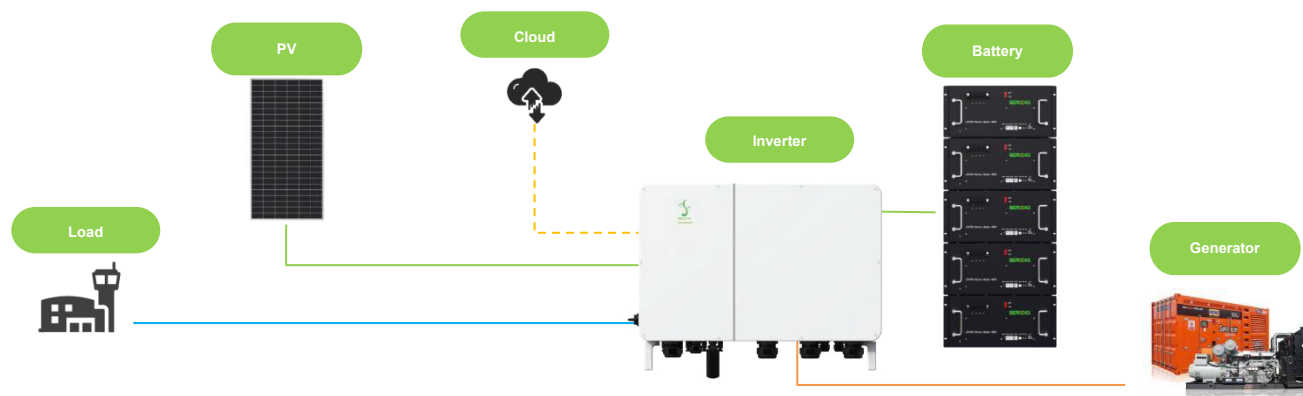 PV
Cloud
Battery
Inverter
Load
Generator